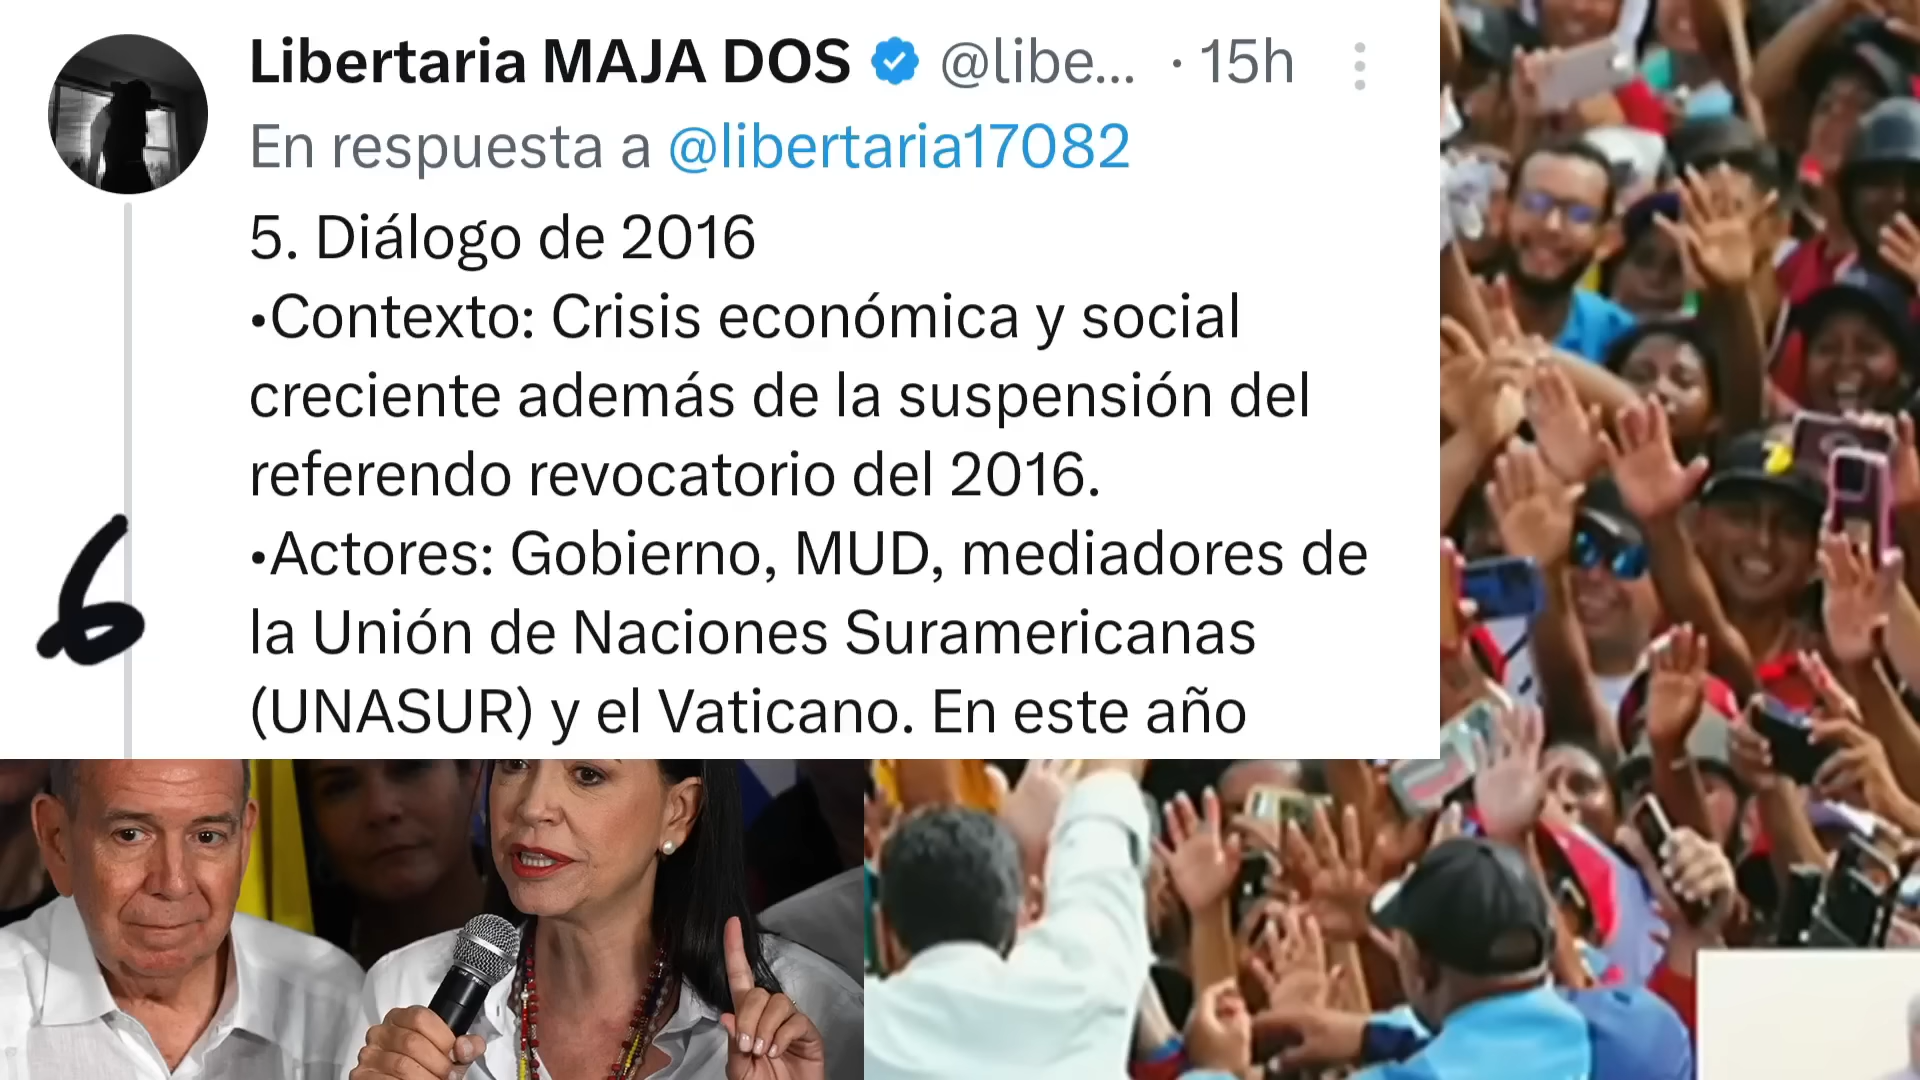 Libertaria MAJA DOS @libe... · 15h
En respuesta a @libertaria17082
5. Diálogo de 2016
•Contexto: Crisis económica y social
creciente además de la suspensión del
referendo revocatorio del 2016.
•Actores: Gobierno, MUD, mediadores de
la Unión de Naciones Suramericanas
(UNASUR) y el Vaticano. En este año
6